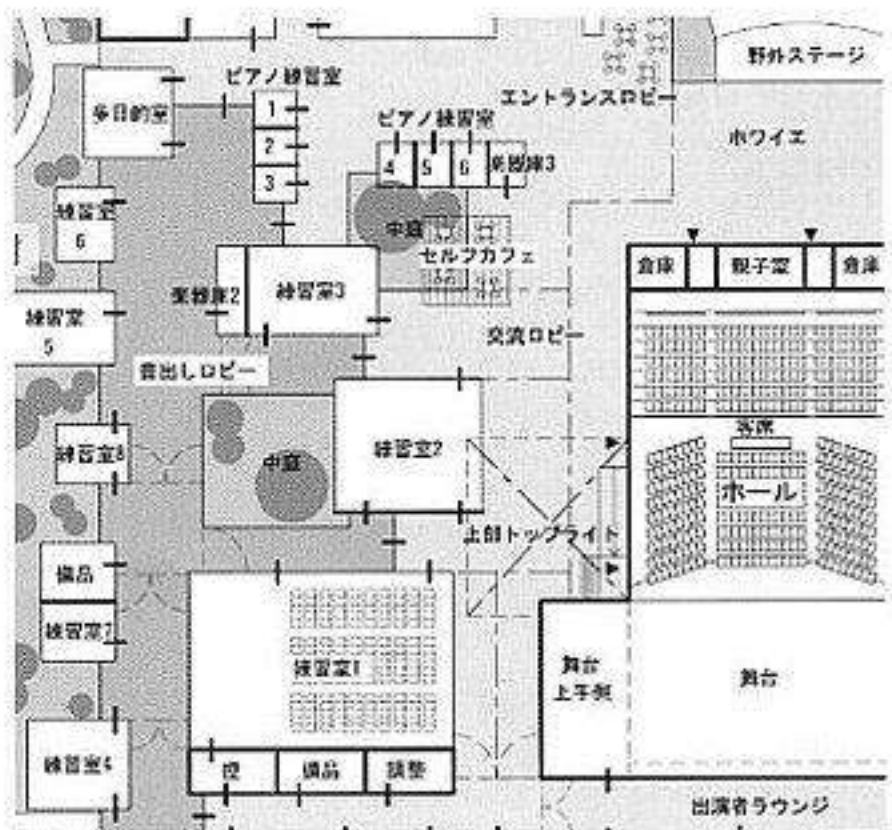 野外ステージ
ピアノ練習室
エントランスロビー
多目的室
1
ピアノ練習室
ホワイエ
2
4
5
6
楽器庫3
3
練習室
6
中庭
セルフカフェ
倉庫
親子室
倉庫
楽器庫2
練習室3
練習室
5
交流ロビ
音出しロビー
客席
練習室8
中庭
練習室2
ホール
上部トップライト
備品
練習室7
練習室1
舞台
上手側
舞台
練習室4
控
備品
調整
出演者ラウンジ